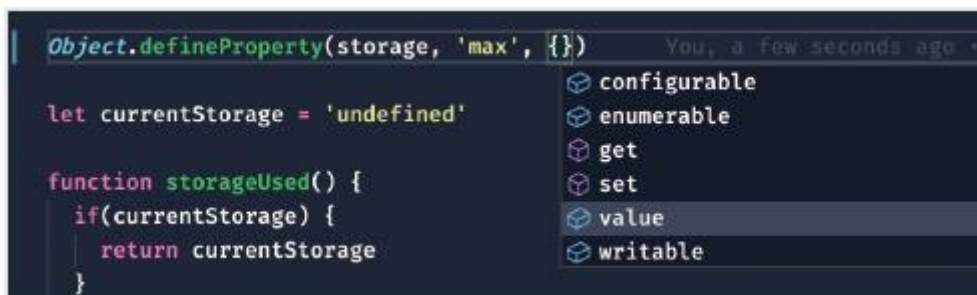 Object.defineProperty(storage, 'max', {}) You, a few seconds ago
configurable
let currentStorage = 'undefined'
enumerable
get
function storageUsed() {
set
if(currentStorage) {
value
return currentStorage
writable
}